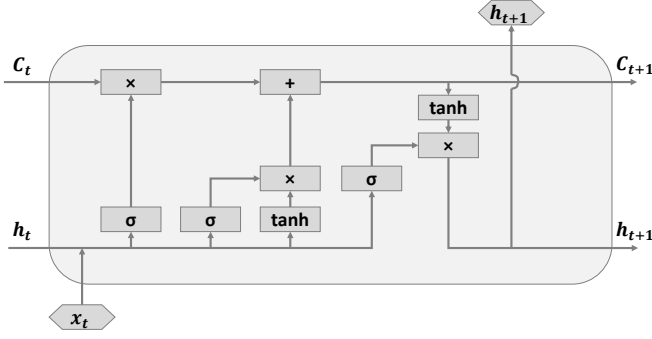 h_{t+1}
C_t
×
+
C_{t+1}
tanh
×
×
σ
σ
σ
tanh
h_t
h_{t+1}
x_t